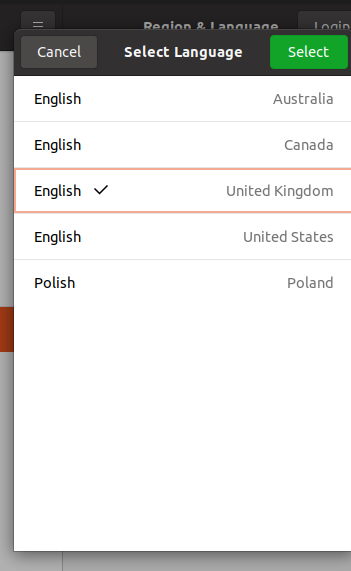 Region & Language
Login
Cancel
Select Language
Select
English Australia
English Canada
English United Kingdom
English United States
Polish Poland